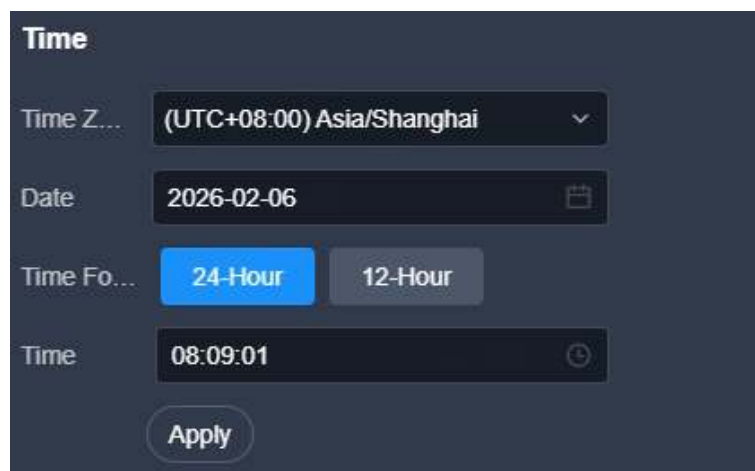 Time
Time Z... (UTC+08:00) Asia/Shanghai
Date 2026-02-06
Time Fo... 24-Hour 12-Hour
Time 08:09:01
Apply